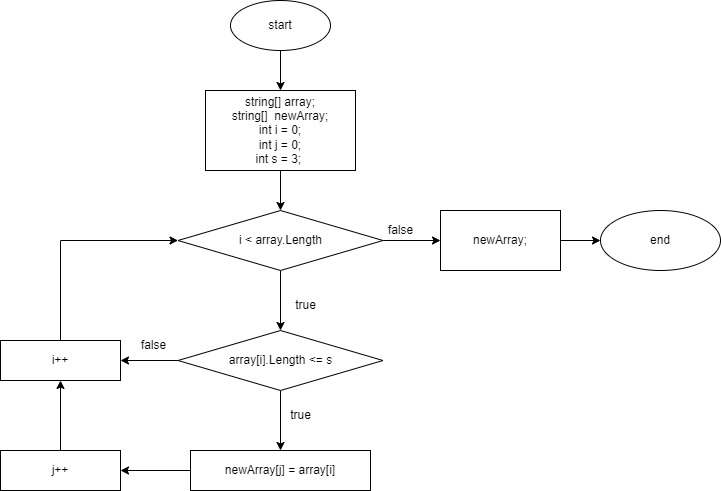 start
string[] array;
string[]  newArray;
int i = 0;
int j = 0;
int s = 3;
i < array.Length
false
newArray;
end
true
false
i++
array[i].Length <= s
true
j++
newArray[j] = array[i]